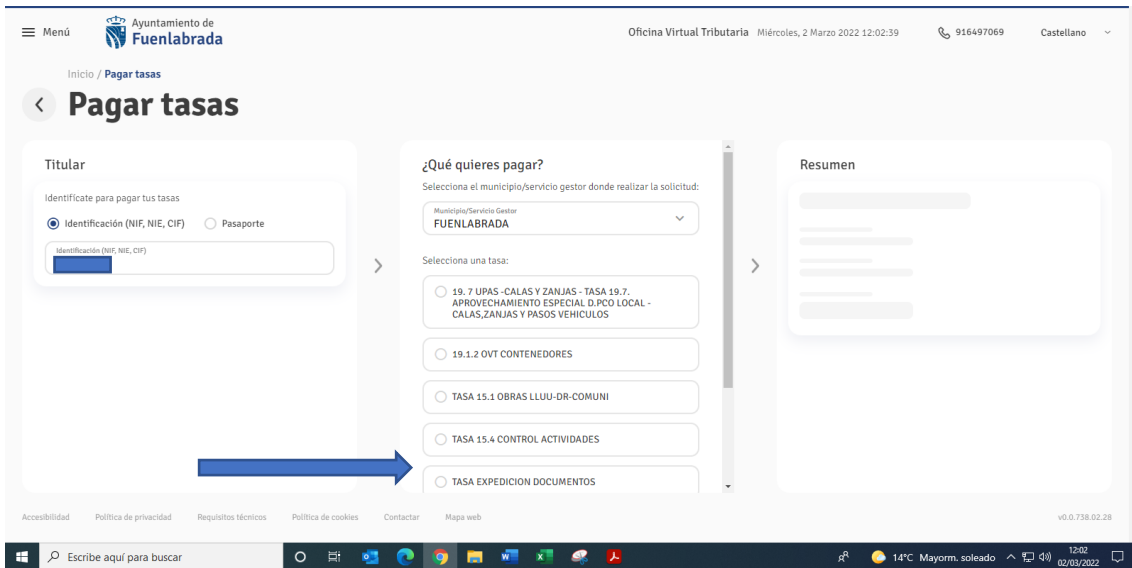 Menú
Ayuntamiento de
Fuenlabrada
Oficina Virtual Tributaria Miércoles, 2 Marzo 2022 12:02:39
916497069
Castellano
Inicio / Pagar tasas
Pagar tasas
Titular
Identifícate para pagar tus tasas
Identificación (NIF, NIE, CIF)
Pasaporte
Identificación (NIF, NIE, CIF)
¿Qué quieres pagar?
Selecciona el municipio/servicio gestor donde realizar la solicitud:
Municipio/Servicio Gestor
FUENLABRADA
Selecciona una tasa:
19. 7 UPAS -CALAS Y ZANJAS - TASA 19.7.
APROVECHAMIENTO ESPECIAL D.PCO LOCAL -
CALAS,ZANJAS Y PASOS VEHICULOS
19.1.2 OVT CONTENEDORES
TASA 15.1 OBRAS LLUU-DR-COMUNI
TASA 15.4 CONTROL ACTIVIDADES
TASA EXPEDICION DOCUMENTOS
Resumen
Accesibilidad Política de privacidad Requisitos técnicos Política de cookies Contactar Mapa web
v0.0.738.02.28
Escribe aquí para buscar
14°C Mayorm. soleado
12:02
02/03/2022